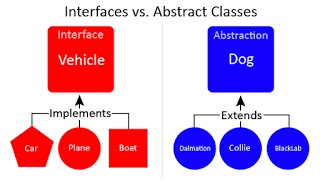 Interfaces vs. Abstract Classes
Interface
Vehicle
Implements
Car
Plane
Boat
Abstraction
Dog
Extends
Dalmation
Collie
BlackLab